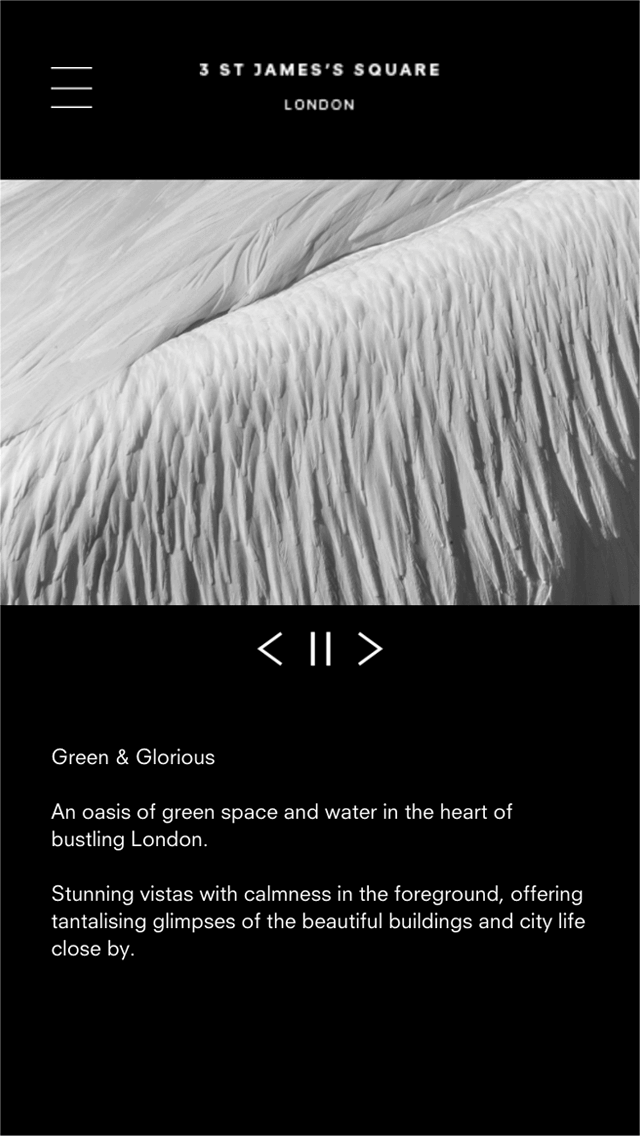 3 ST JAMES’S SQUARE
LONDON
Green & Glorious
An oasis of green space and water in the heart of
bustling London.
Stunning vistas with calmness in the foreground, offering
tantalising glimpses of the beautiful buildings and city life
close by.